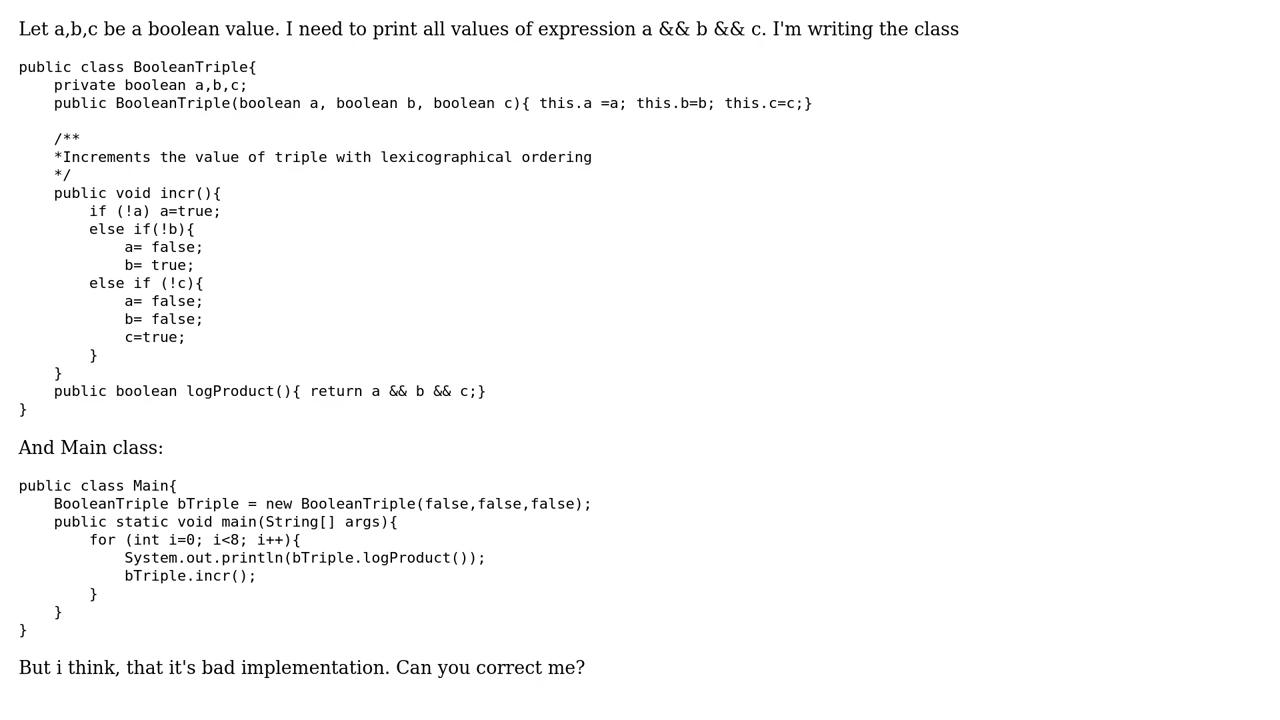 Let a,b,c be a boolean value. I need to print all values of expression a && b && c. I'm writing the class
public class BooleanTriple{
    private boolean a,b,c;
    public BooleanTriple(boolean a, boolean b, boolean c){ this.a =a; this.b=b; this.c=c;}

    /**
    *Increments the value of triple with lexicographical ordering
    */
    public void incr(){
        if (!a) a=true;
        else if(!b){
            a= false;
            b= true;
        else if (!c){
            a= false;
            b= false;
            c=true;
        }
    }
    public boolean logProduct(){ return a && b && c;}
}
And Main class:
public class Main{
    BooleanTriple bTriple = new BooleanTriple(false,false,false);
    public static void main(String[] args){
        for (int i=0; i<8; i++){
            System.out.println(bTriple.logProduct());
            bTriple.incr();
        }
    }
}
But i think, that it's bad implementation. Can you correct me?